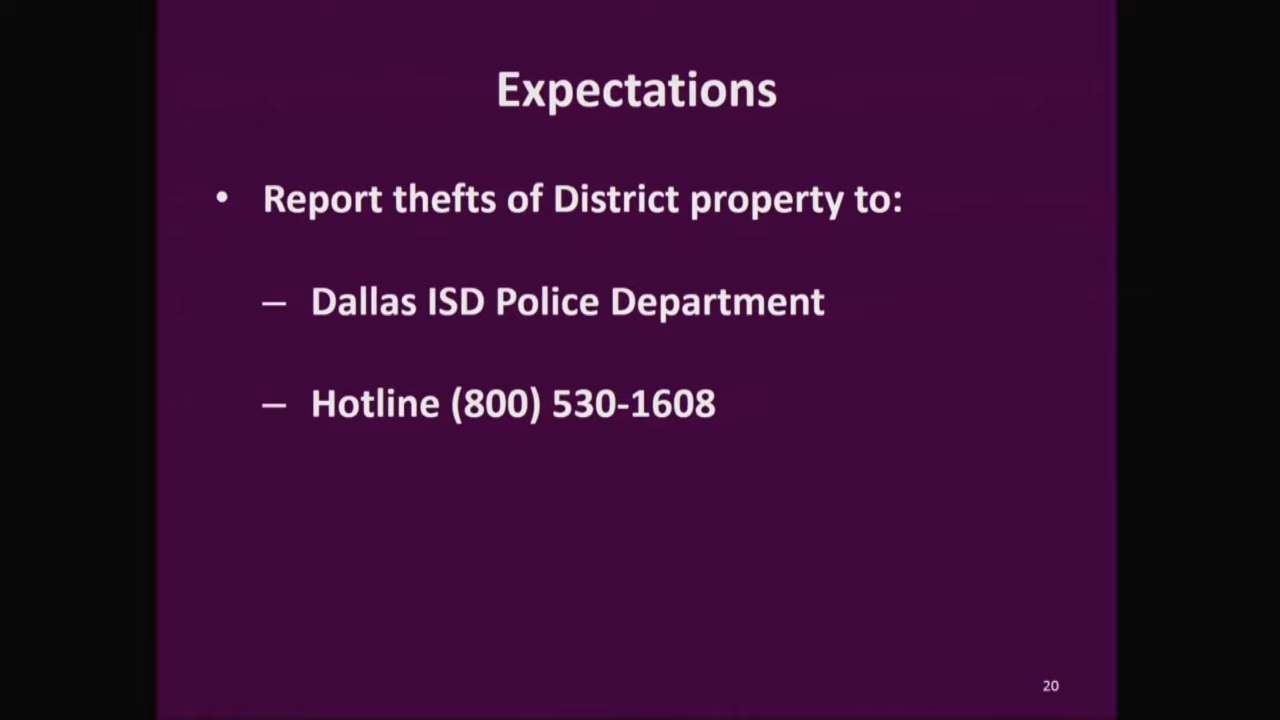 Expectations
• Report thefts of District property to:
– Dallas ISD Police Department
– Hotline (800) 530-1608
20